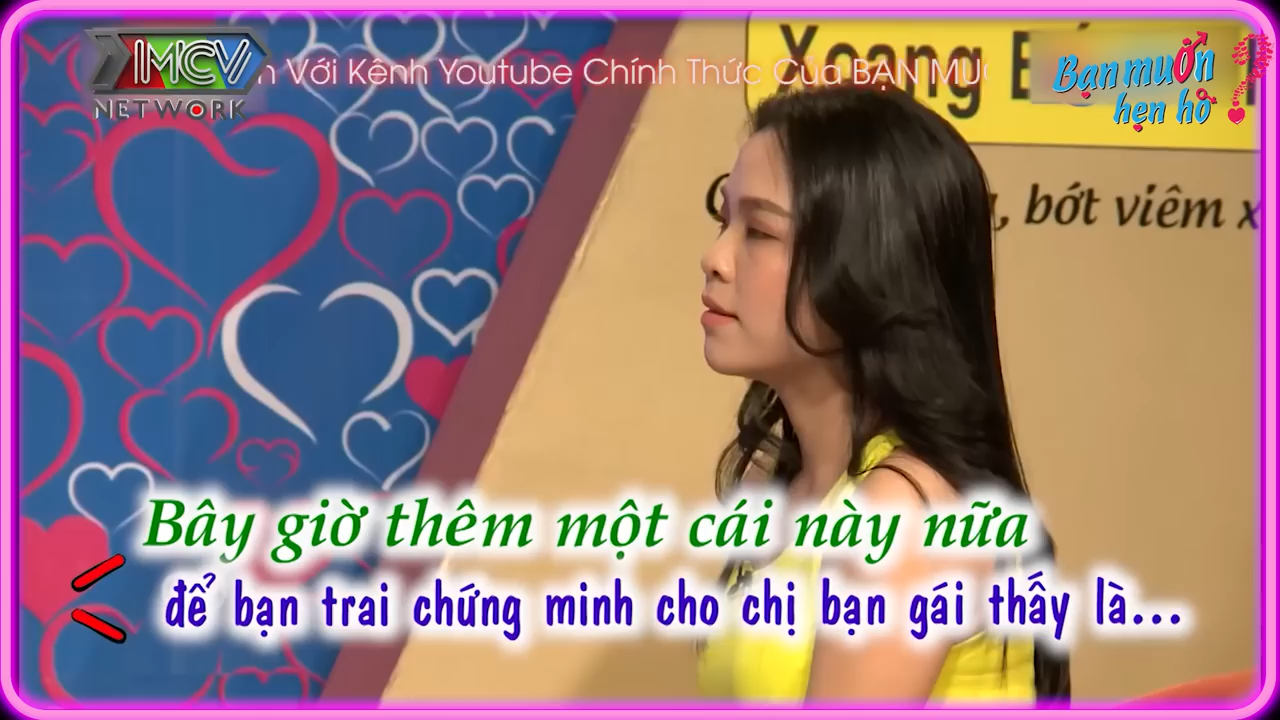 MCV
NETWORK
Với Kênh Youtube Chính Thức Của BẠN
Bạn muốn
hẹn hò ?
Xoang
bớt viêm
Bây giờ thêm một cái này nữa
để bạn trai chứng minh cho chị bạn gái thấy là...